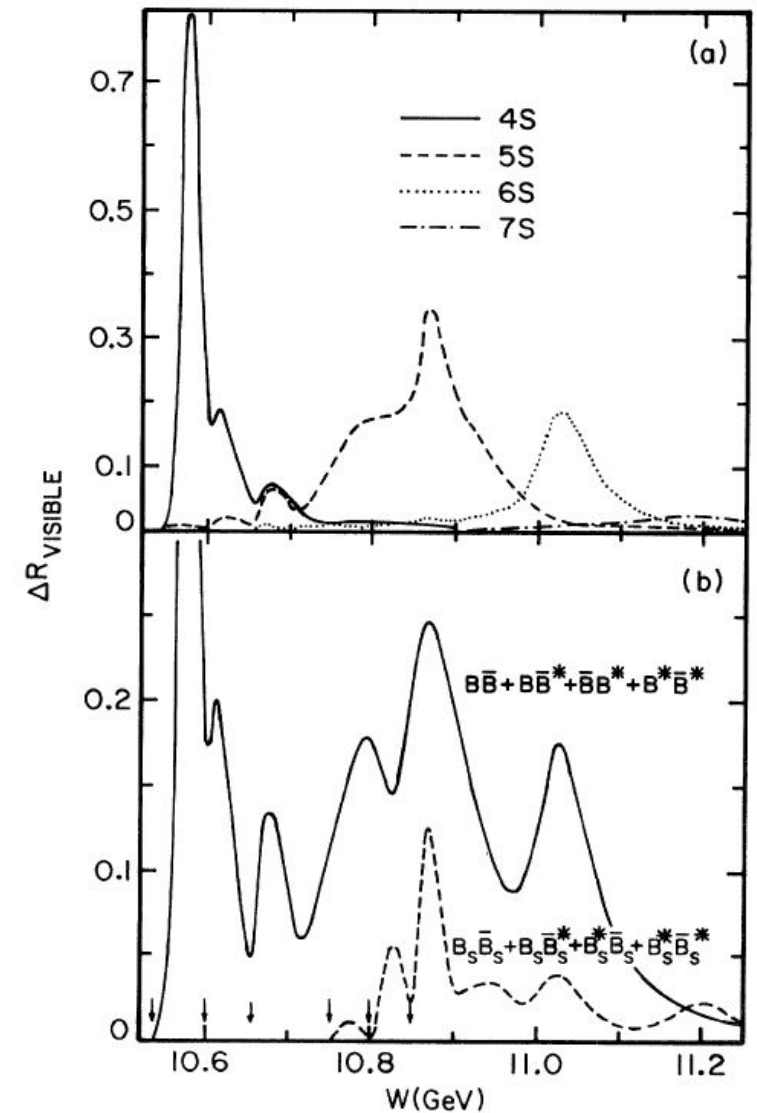 (a)
0.7
4S
5S
6S
7S
0.5
0.3
0.1
0
ΔR VISIBLE
(b)
BB̄ + BB̄* + B̄B* + B*B̄*
0.2
0.1
BₛB̄ₛ + BₛB̄ₛ* + Bₛ*B̄ₛ + Bₛ*B̄ₛ*
0
10.6 10.8 11.0 11.2
W(GeV)